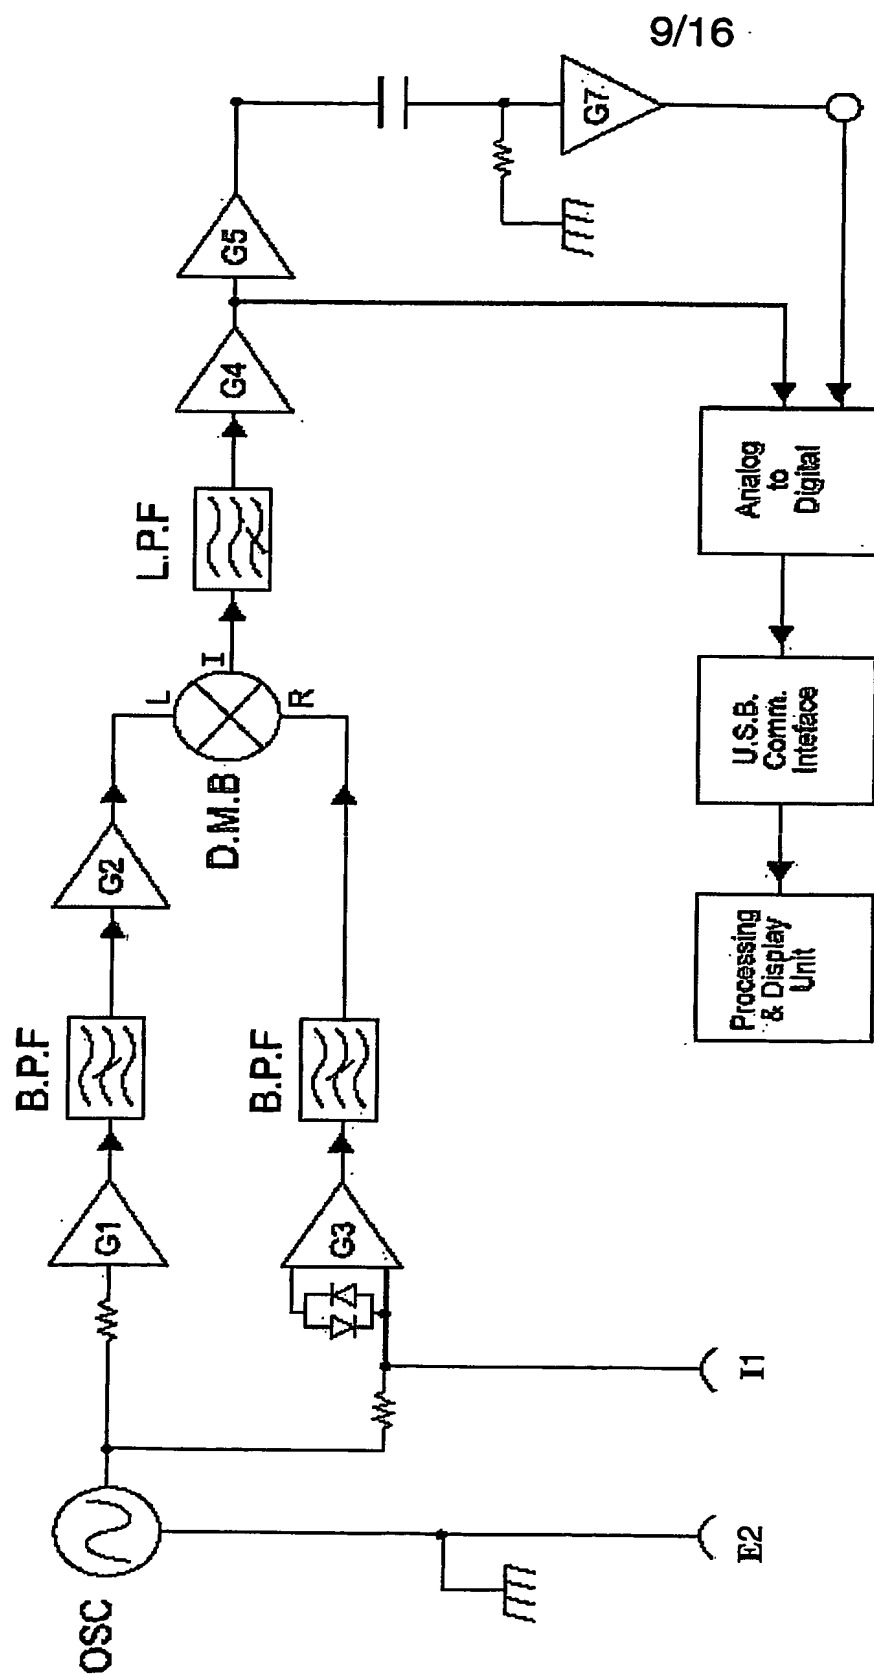 9/16
OSC
G1
B.P.F
G2
L
D.M.B
I
R
L.P.F
G4
G5
G7
G3
B.P.F
E2
I1
Analog
to
Digital
U.S.B.
Comm.
Inteface
Processing
& Display
Unit